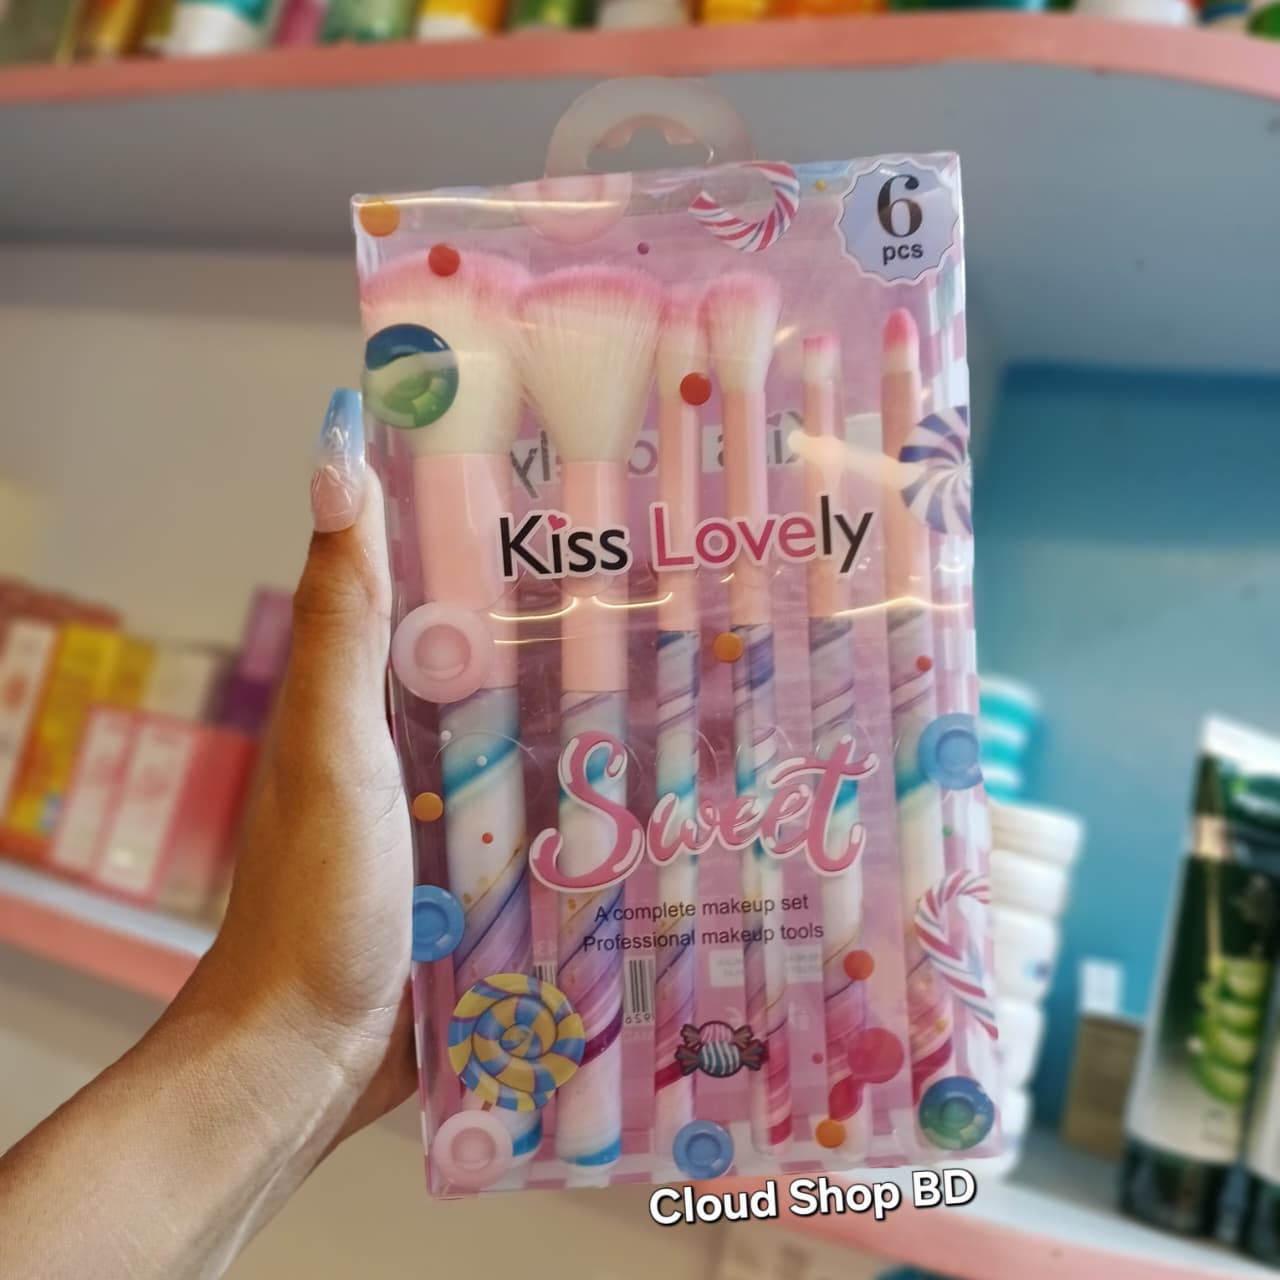 6
pcs
Kiss Lovely
Sweet
A complete makeup set
Professional makeup tools
Cloud Shop BD